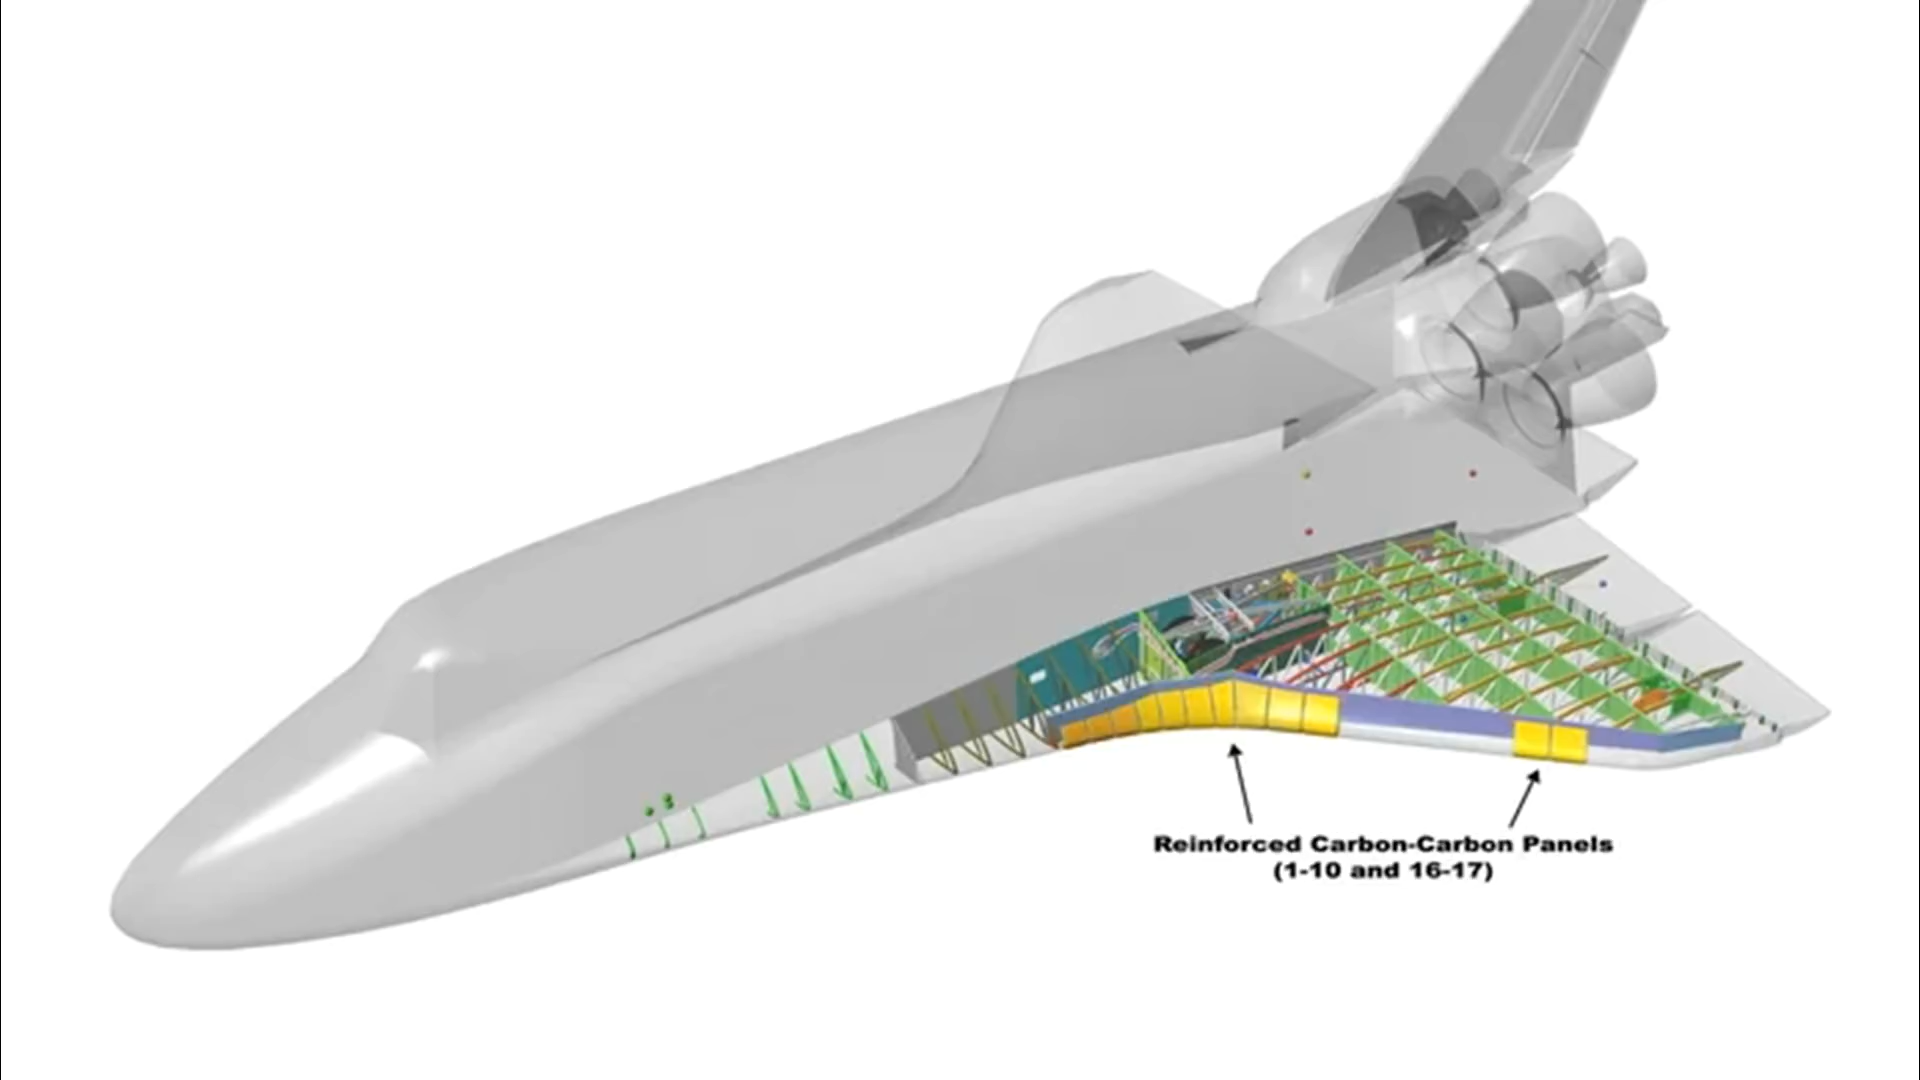 Reinforced Carbon-Carbon Panels
(1-10 and 16-17)